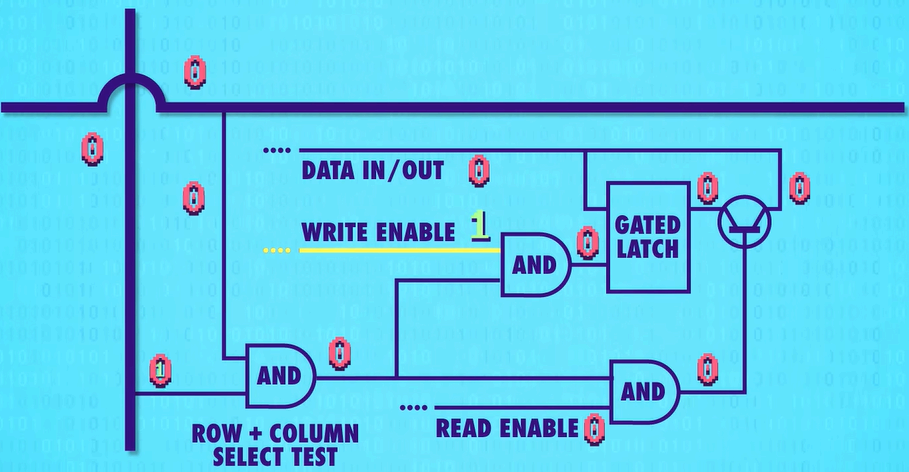 0
0
0
DATA IN/OUT 0
WRITE ENABLE 1
0
0
GATED
LATCH
AND
0
1
AND
0
0
AND
ROW + COLUMN
SELECT TEST
READ ENABLE 0